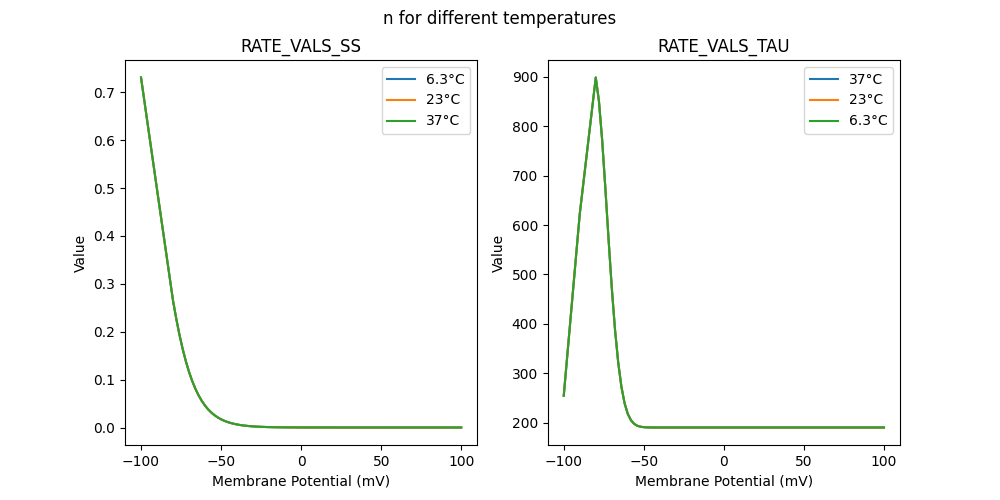 n for different temperatures
RATE_VALS_SS
RATE_VALS_TAU
6.3°C
23°C
37°C
37°C
23°C
6.3°C
Value
0.7
0.6
0.5
0.4
0.3
0.2
0.1
0.0
−100
−50
0
50
100
Membrane Potential (mV)
Value
900
800
700
600
500
400
300
200
−100
−50
0
50
100
Membrane Potential (mV)